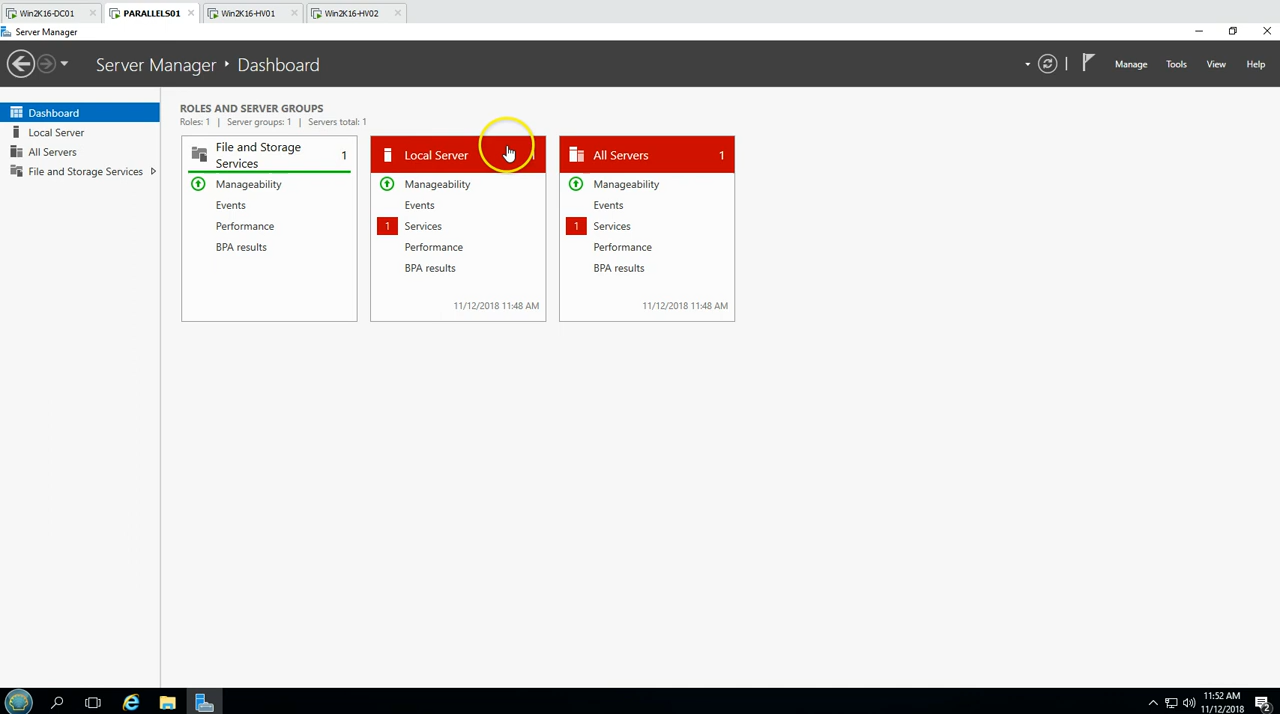 Win2K16-DC01
PARALLELS01
Win2K16-HV01
Win2K16-HV02
Server Manager
Server Manager • Dashboard
Manage
Tools
View
Help
Dashboard
Local Server
All Servers
File and Storage Services
ROLES AND SERVER GROUPS
Roles: 1 | Server groups: 1 | Servers total: 1
File and Storage
Services
1
Manageability
Events
Performance
BPA results
Local Server
1
Manageability
Events
1 Services
Performance
BPA results
11/12/2018 11:48 AM
All Servers
1
Manageability
Events
1 Services
Performance
BPA results
11/12/2018 11:48 AM
11:52 AM
11/12/2018
2